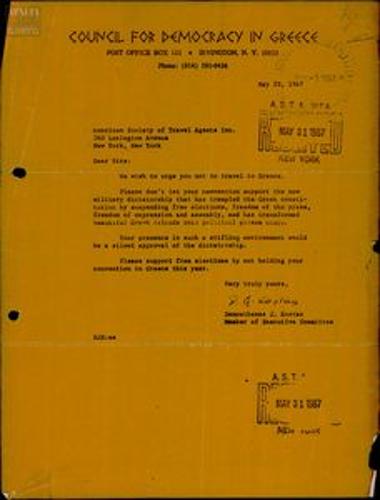 COUNCIL FOR DEMOCRACY IN GREECE
POST OFFICE BOX • IRVINGTON, N. Y.
Phone: (914)
May 1967
A.S.T.A.
RECEIVED
MAY 31 1967
NEW YORK
American Society of Travel Agents Inc.
360 Lexington Avenue
New York, New York
Dear Sirs:
We wish to urge you not to travel to Greece.
Please don't let your convention support the new
military dictatorship that has trampled the Greek consti-
tution by suspending free elections, freedom of the press,
freedom of expression and assembly, and has transformed
beautiful Greek islands into political prison camps.
Your presence in such a stifling environment would
be a silent approval of the dictatorship.
Please support free elections by not holding your
convention in Greece this year.
Very truly yours,
Member of Executive Committee
A.S.T.
MAY 31 1967
NEW YORK